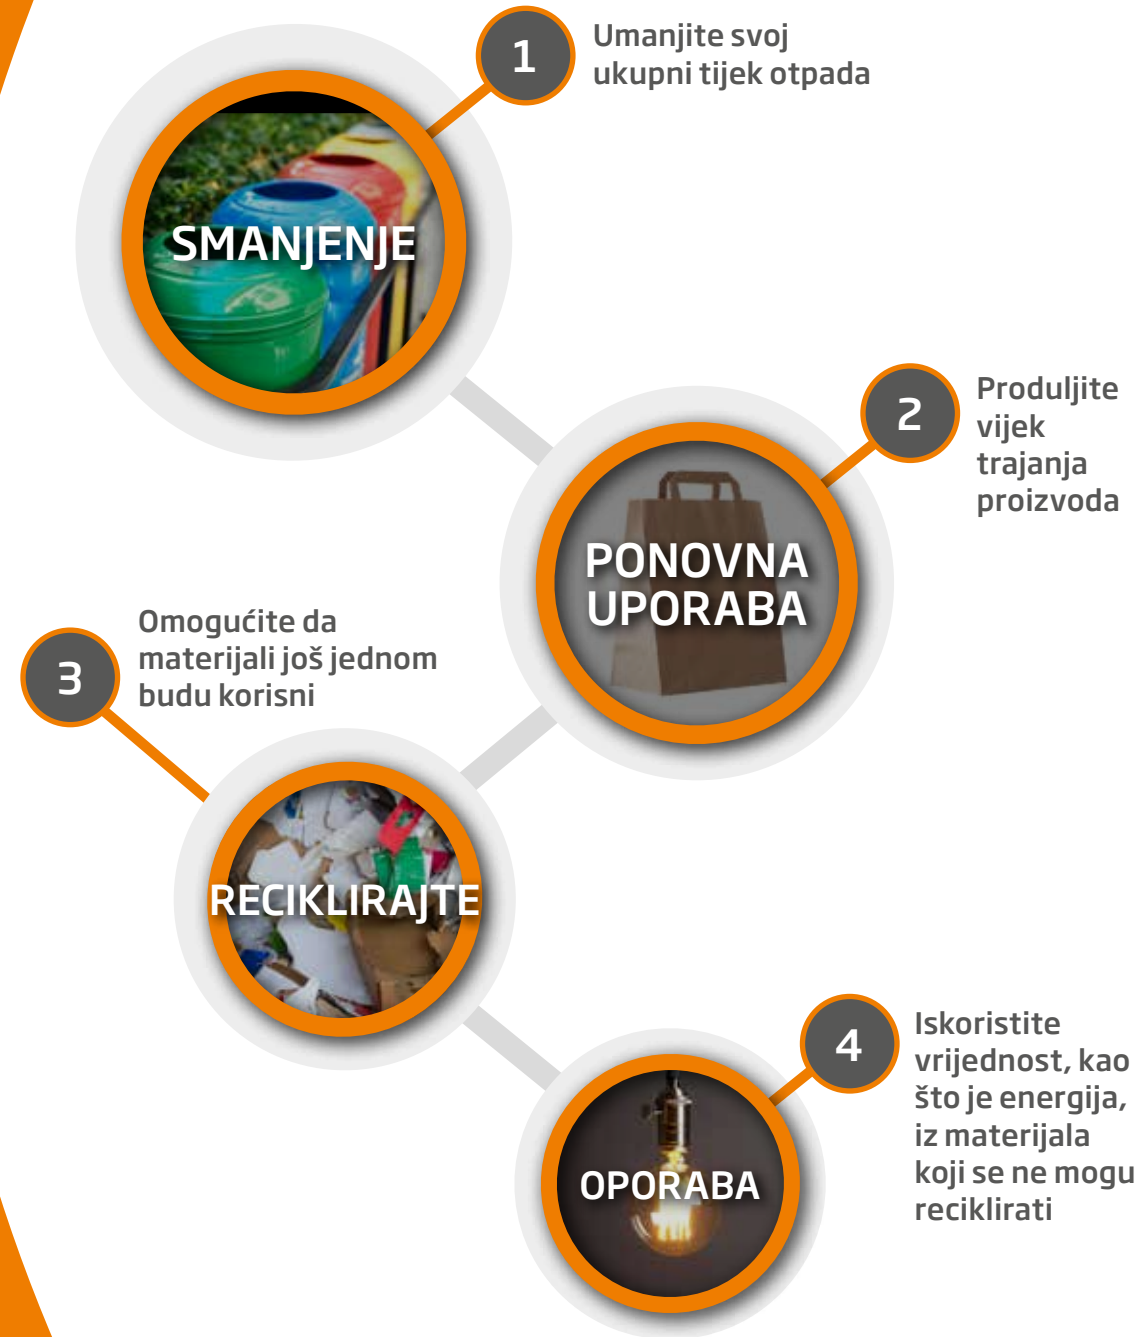 1
Umanjite svoj
ukupni tijek otpada
SMANJENJE
2
Produljite
vijek
trajanja
proizvoda
PONOVNA
UPORABA
3
Omogućite da
materijali još jednom
budu korisni
RECIKLIRAJTE
4
Iskoristite
vrijednost, kao
što je energija,
iz materijala
koji se ne mogu
reciklirati
OPORABA